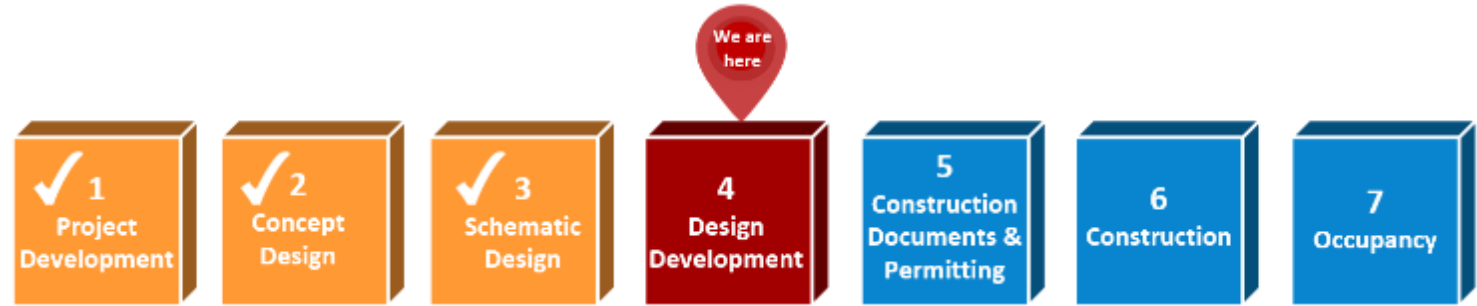 We are
here
1
Project
Development
2
Concept
Design
3
Schematic
Design
4
Design
Development
5
Construction
Documents &
Permitting
6
Construction
7
Occupancy